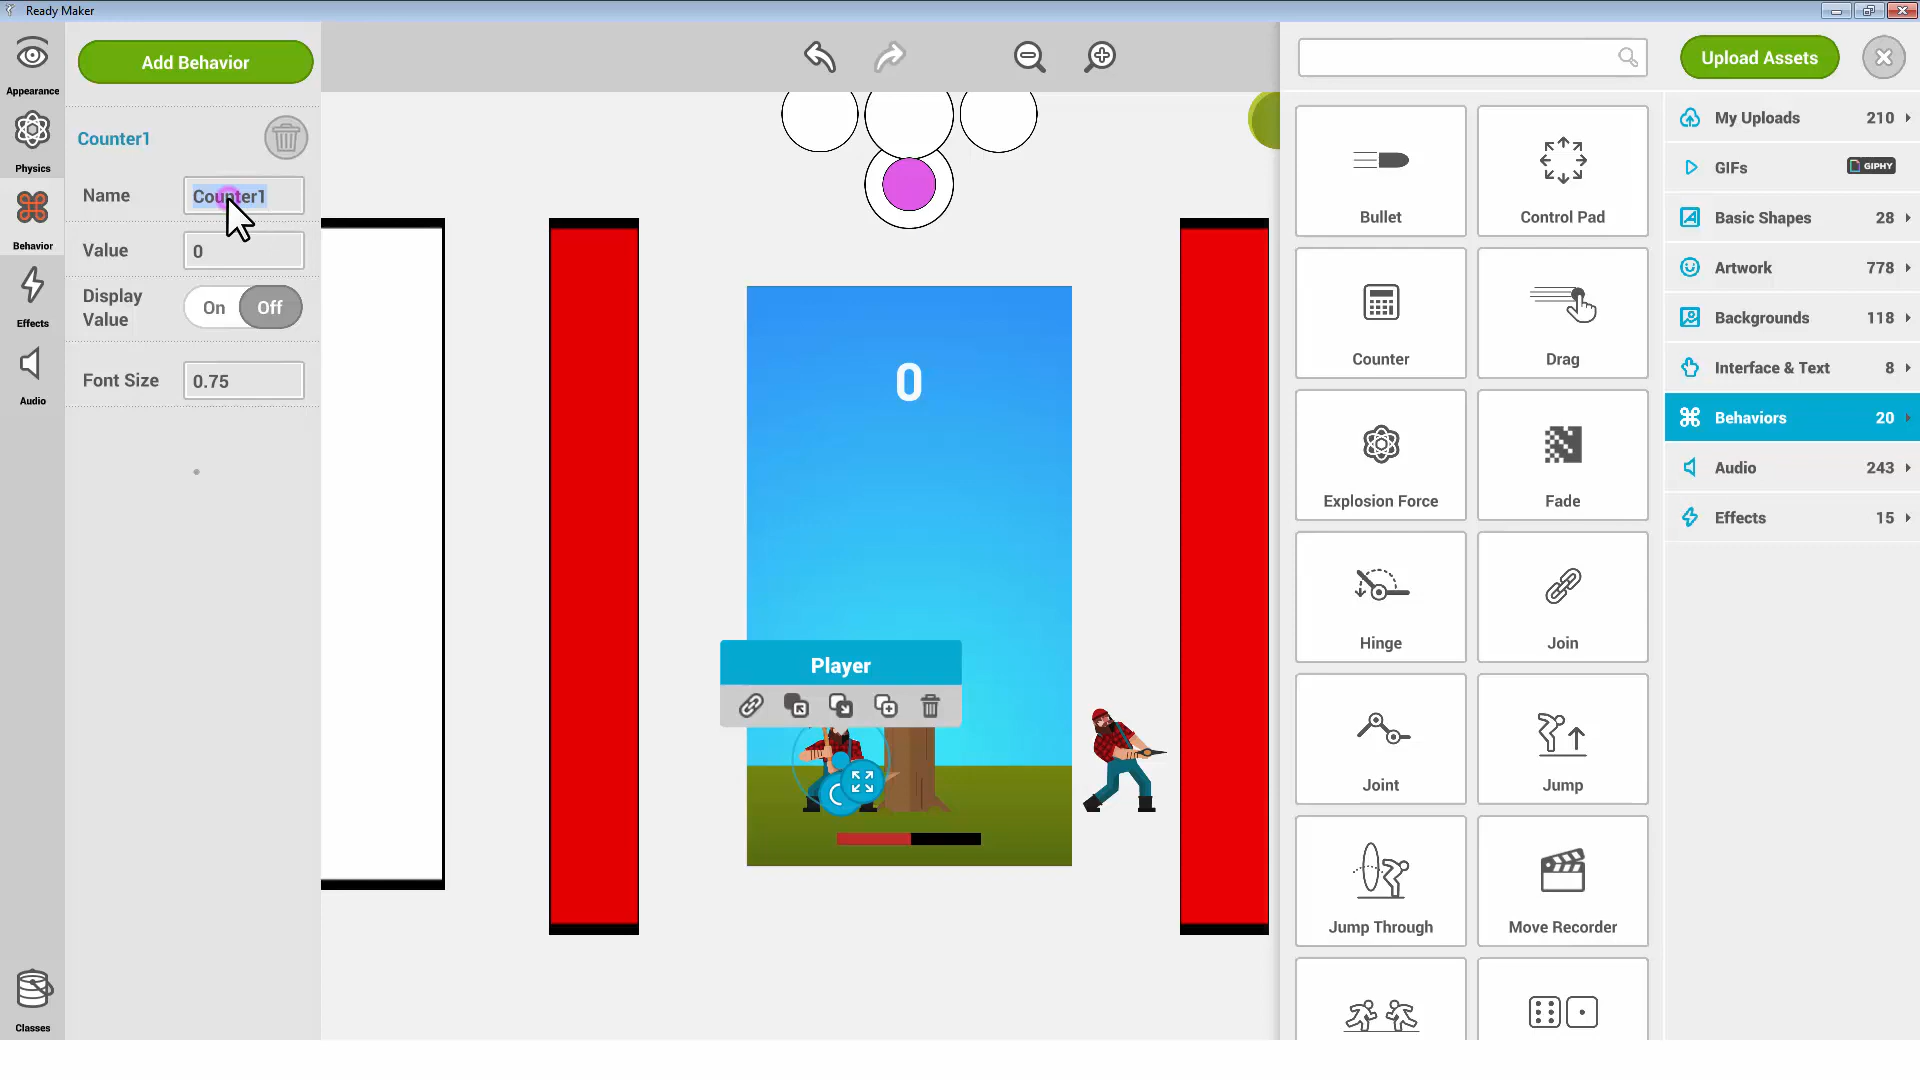 Ready Maker
Appearance
Physics
Behavior
Effects
Audio
Classes
Add Behavior
Counter1
Name
Counter1
Value
0
Display
Value
On
Off
Font Size
0.75
0
Player
Upload Assets
Bullet
Control Pad
Counter
Drag
Explosion Force
Fade
Hinge
Join
Joint
Jump
Jump Through
Move Recorder
My Uploads 210
GIFs GIPHY
Basic Shapes 28
Artwork 778
Backgrounds 118
Interface & Text 8
Behaviors 20
Audio 243
Effects 15